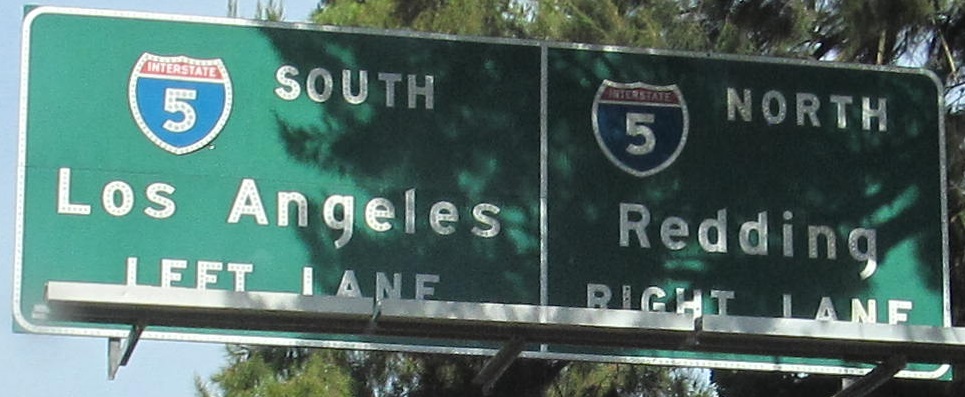 INTERSTATE
5
SOUTH
Los Angeles
LEFT LANE
INTERSTATE
5
NORTH
Redding
RIGHT LANE